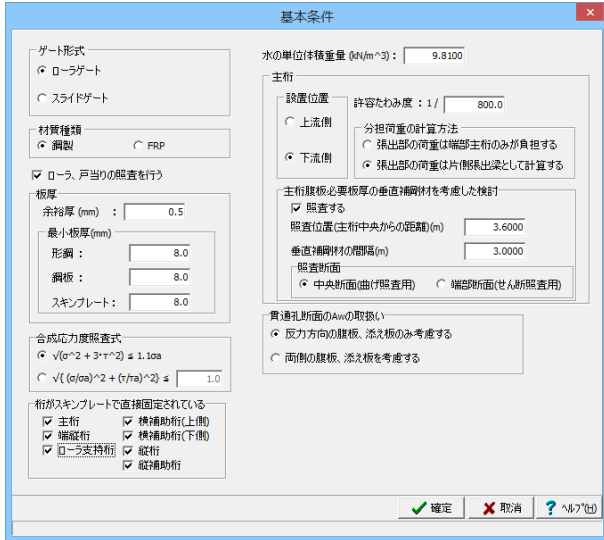 基本条件
ゲート形式
ローラゲート
スライドゲート
材質種類
鋼製 FRP
ローラ、戸当りの照査を行う
板厚
余裕厚 (mm) : 0.5
最小板厚(mm)
形鋼 : 8.0
鋼板 : 8.0
スキンプレート : 8.0
合成応力度照査式
√(σ^2 + 3･τ^2) ≦ 1.1σa
√{ (σ/σa)^2 + (τ/τa)^2} ≦ 1.0
桁がスキンプレートで直接固定されている
主桁 横補助桁(上側)
端縦桁 横補助桁(下側)
ローラ支持桁 縦桁
縦補助桁
水の単位体積重量 (kN/m^3) : 9.8100
主桁
設置位置
上流側
下流側
許容たわみ度 : 1/ 800.0
分担荷重の計算方法
張出部の荷重は端部主桁のみが負担する
張出部の荷重は片側張出梁として計算する
主桁腹板必要板厚の垂直補剛材を考慮した検討
照査する
照査位置(主桁中央からの距離)(m) 3.6000
垂直補剛材の間隔(m) 3.0000
照査断面
中央断面(曲げ照査用) 端部断面(せん断照査用)
貫通孔断面のAwの取扱い
反力方向の腹板、添え板のみ考慮する
両側の腹板、添え板を考慮する
確定 取消 ヘルプ(H)